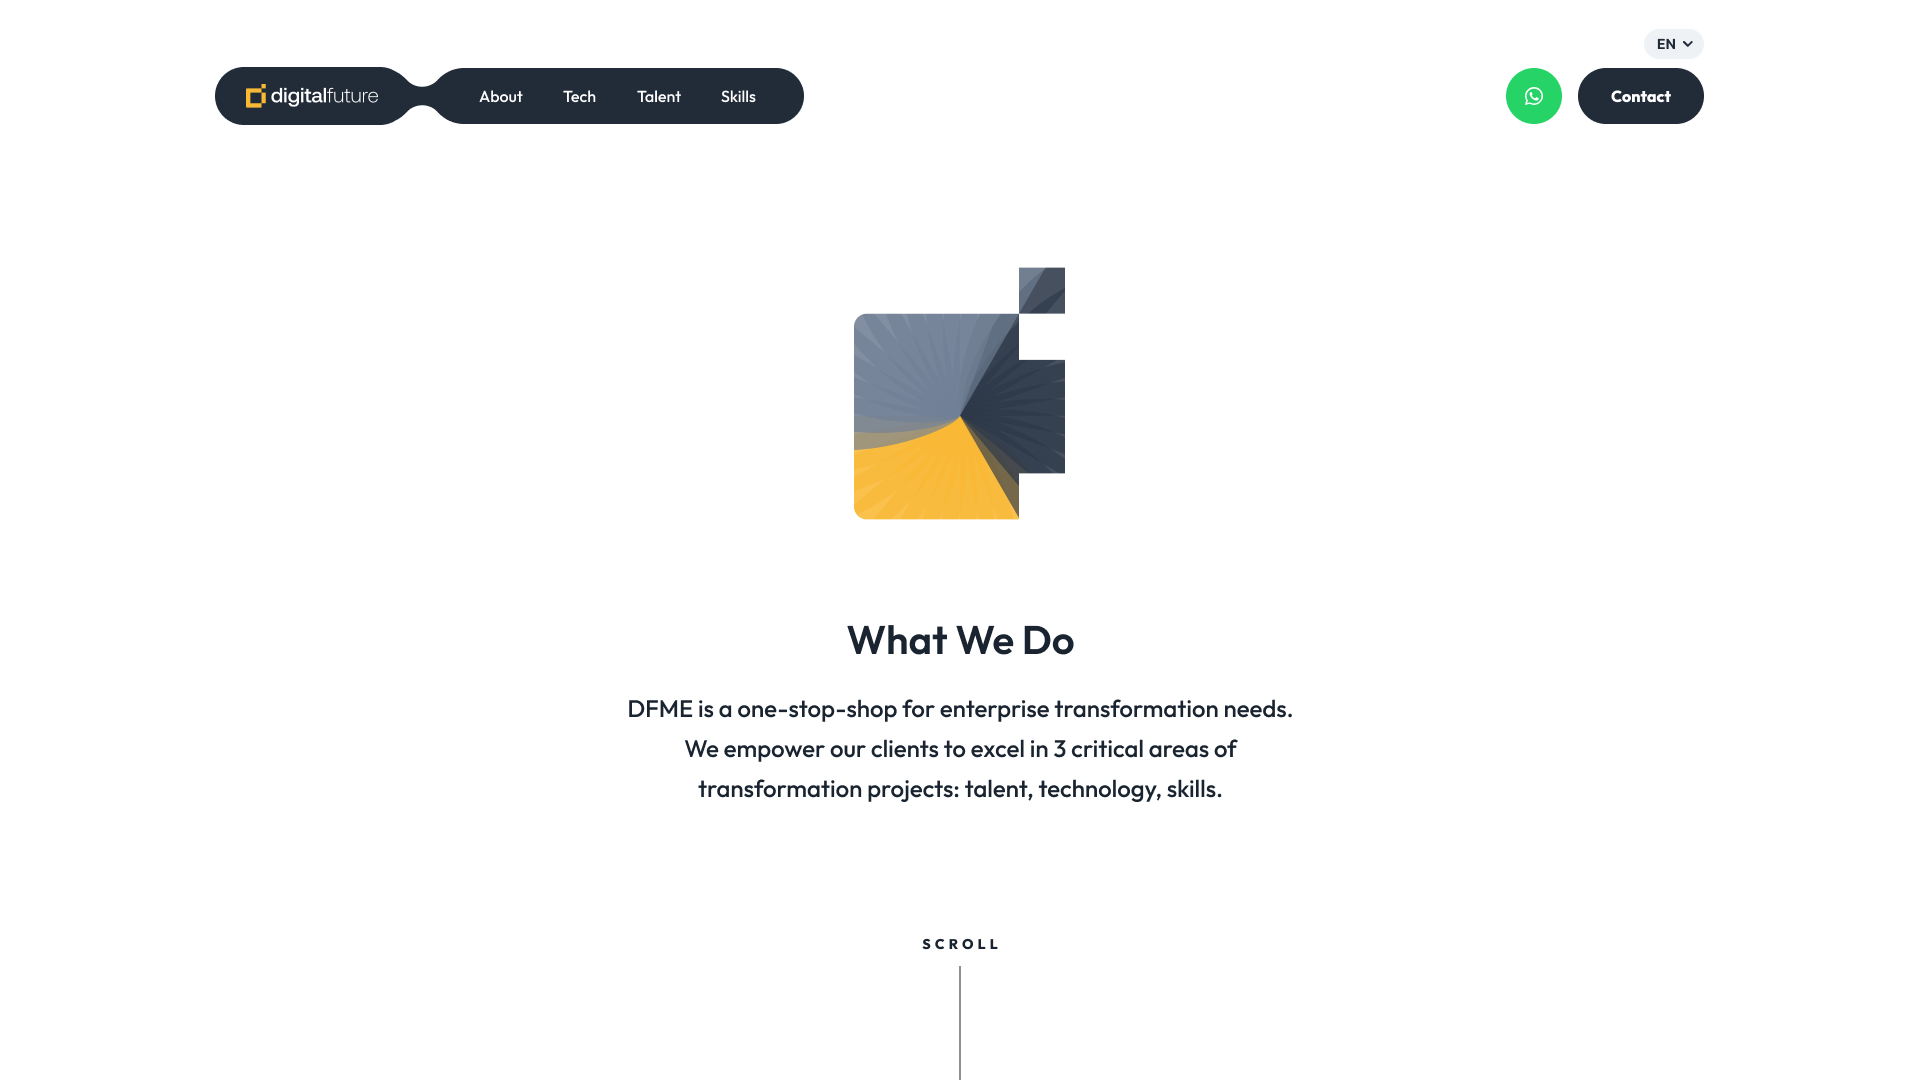 EN
digitalfuture
About
Tech
Talent
Skills
Contact
What We Do
DFME is a one-stop-shop for enterprise transformation needs.
We empower our clients to excel in 3 critical areas of
transformation projects: talent, technology, skills.
SCROLL